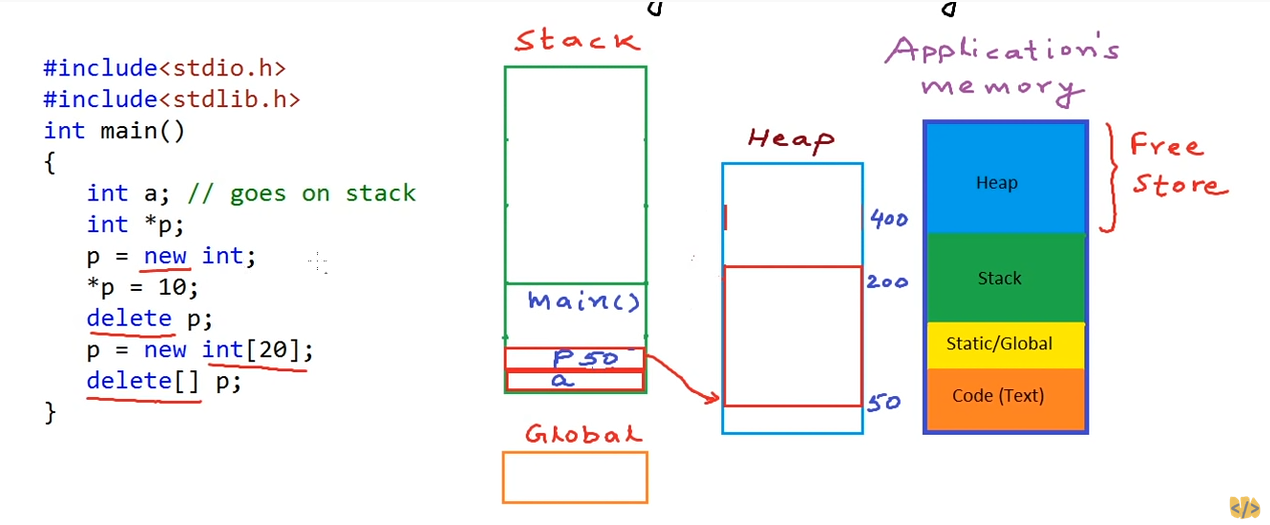 #include<stdio.h>
#include<stdlib.h>
int main()
{
int a; // goes on stack
int *p;
p = new int;
*p = 10;
delete p;
p = new int[20];
delete[] p;
}
Stack
main()
P 50
a
Global
Heap
400
200
50
Application's
memory
Heap
Stack
Static/Global
Code (Text)
Free
Store
</>